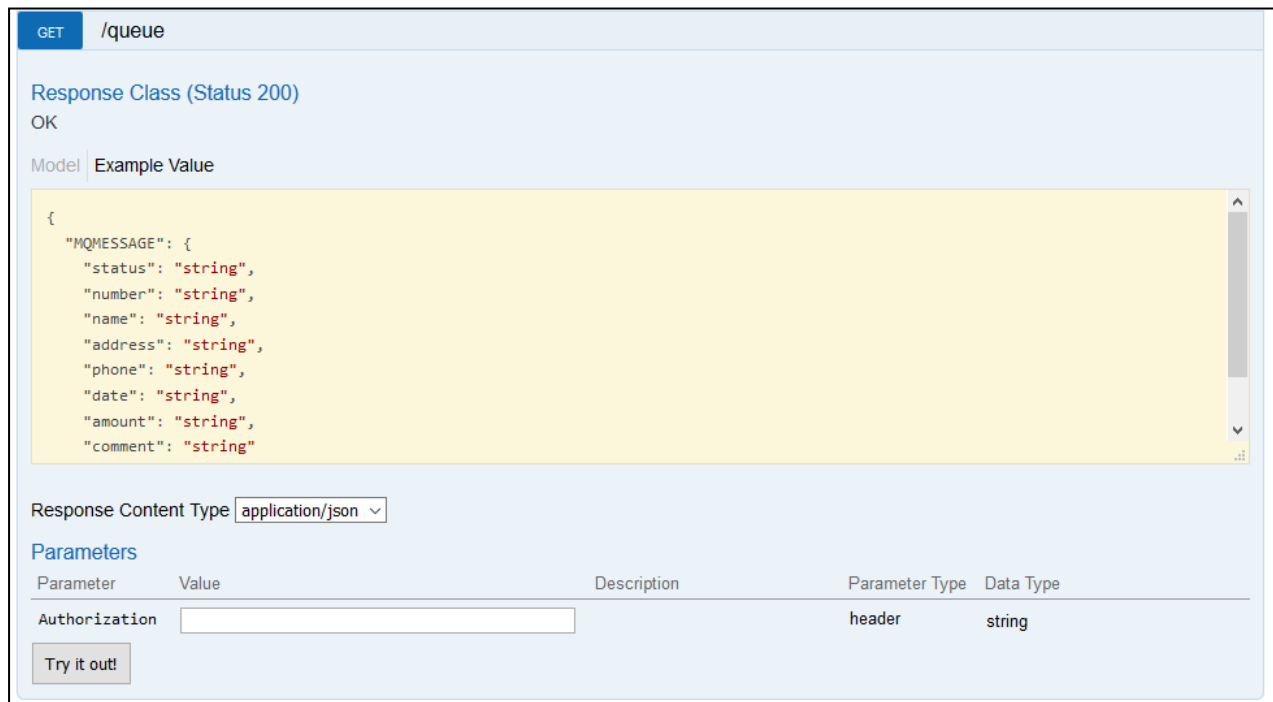 GET /queue
Response Class (Status 200)
OK
Model Example Value
{
"MQMESSAGE": {
"status": "string",
"number": "string",
"name": "string",
"address": "string",
"phone": "string",
"date": "string",
"amount": "string",
"comment": "string"
Response Content Type application/json
Parameters
Parameter Value Description Parameter Type Data Type
Authorization header string
Try it out!